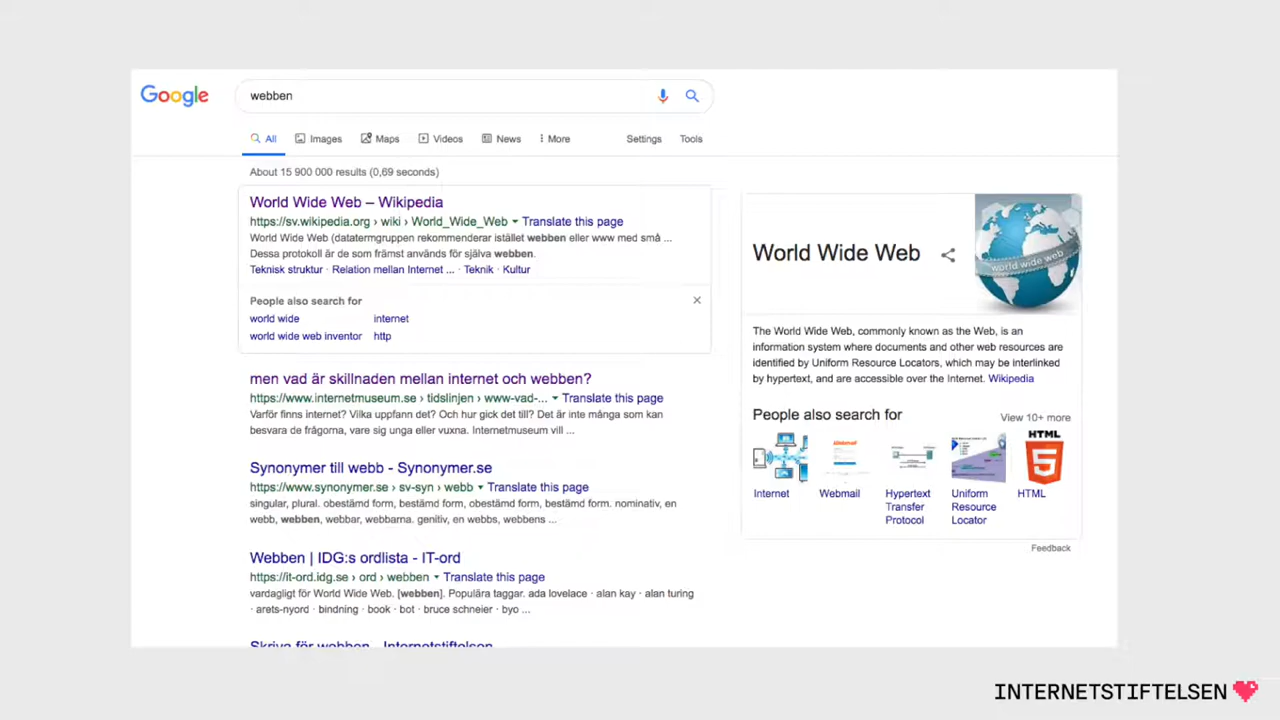 Google
webben
All Images Maps Videos News More Settings Tools
About 15 900 000 results (0,69 seconds)
World Wide Web – Wikipedia
https://sv.wikipedia.org › wiki › World_Wide_Web Translate this page
World Wide Web (datatermgruppen rekommenderar istället webben eller www med små ...
Dessa protokoll är de som främst används för själva webben.
Teknisk struktur · Relation mellan Internet ... · Teknik · Kultur
People also search for
world wide internet
world wide web inventor http
men vad är skillnaden mellan internet och webben?
https://www.internetmuseum.se › tidslinjen › www-vad-... Translate this page
Varför finns internet? Vilka uppfann det? Och hur gick det till? Det är inte många som kan
besvara de frågorna, vare sig unga eller vuxna. Internetmuseum vill ...
Synonymer till webb - Synonymer.se
https://www.synonymer.se › sv-syn › webb Translate this page
singular, plural. obestämd form, bestämd form, obestämd form, bestämd form. nominativ, en
webb, webben, webbar, webbarna. genitiv, en webbs, webbens ...
Webben | IDG:s ordlista - IT-ord
https://it-ord.idg.se › ord › webben Translate this page
vardagligt för World Wide Web. [webben]. Populära taggar. ada lovelace · alan kay · alan turing
· arets-nyord · bindning · book · bot · bruce schneier · byo ...
Skriva för webben - Internetstiftelsen
World Wide Web
world wide web
The World Wide Web, commonly known as the Web, is an
information system where documents and other web resources are
identified by Uniform Resource Locators, which may be interlinked
by hypertext, and are accessible over the Internet. Wikipedia
People also search for View 10+ more
HTML
5
Internet Webmail Hypertext Uniform HTML
Transfer Resource
Protocol Locator
Feedback
INTERNETSTIFTELSEN